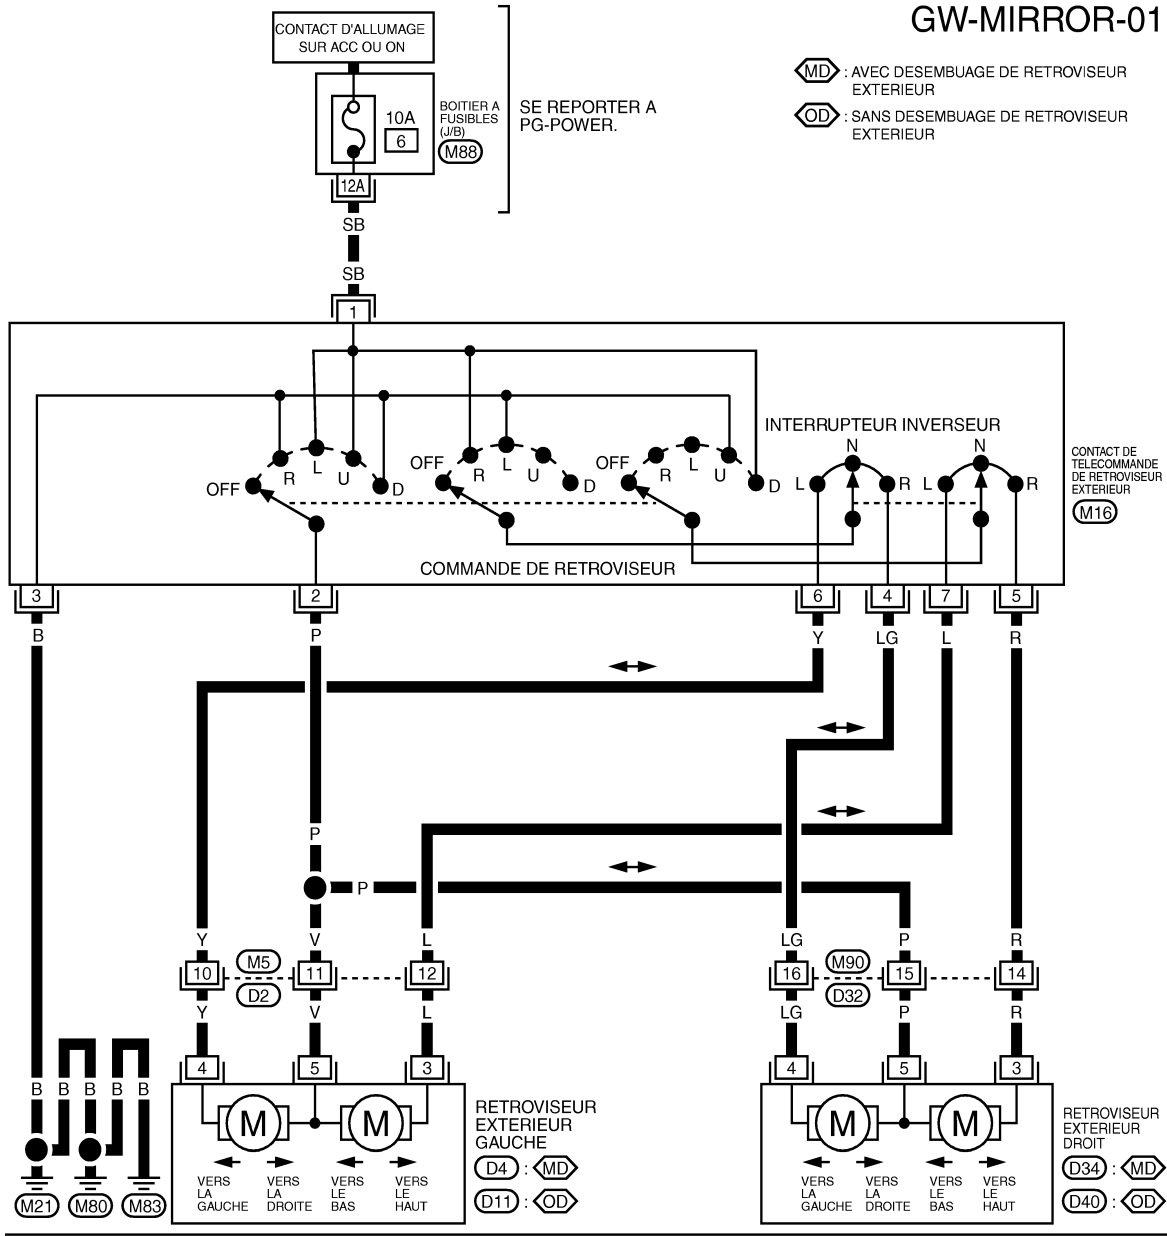 GW-MIRROR-01
CONTACT D'ALLUMAGE
SUR ACC OU ON
MD : AVEC DESEMBUAGE DE RETROVISEUR
EXTERIEUR
OD : SANS DESEMBUAGE DE RETROVISEUR
EXTERIEUR
10A
6
BOITIER A
FUSIBLES
(J/B)
M88
SE REPORTER A
PG-POWER.
12A
SB
SB
1
INTERRUPTEUR INVERSEUR
OFF R L U D
OFF R L U D
OFF R L U D
L N R
L N R
CONTACT DE
TELECOMMANDE
DE RETROVISEUR
EXTERIEUR
M16
COMMANDE DE RETROVISEUR
3 2 6 4 7 5
B P Y LG L R
P
P
Y V L LG P R
10 M5 11 12 16 M90 15 14
D2 D32
Y V L LG P R
4 5 3 4 5 3
B B B B B
M M M M
RETROVISEUR
EXTERIEUR
GAUCHE
D4 : MD
D11 : OD
RETROVISEUR
EXTERIEUR
DROIT
D34 : MD
D40 : OD
VERS
LA
GAUCHE
VERS
LA
DROITE
VERS
LE
BAS
VERS
LE
HAUT
VERS
LA
GAUCHE
VERS
LA
DROITE
VERS
LE
BAS
VERS
LE
HAUT
M21 M80 M83